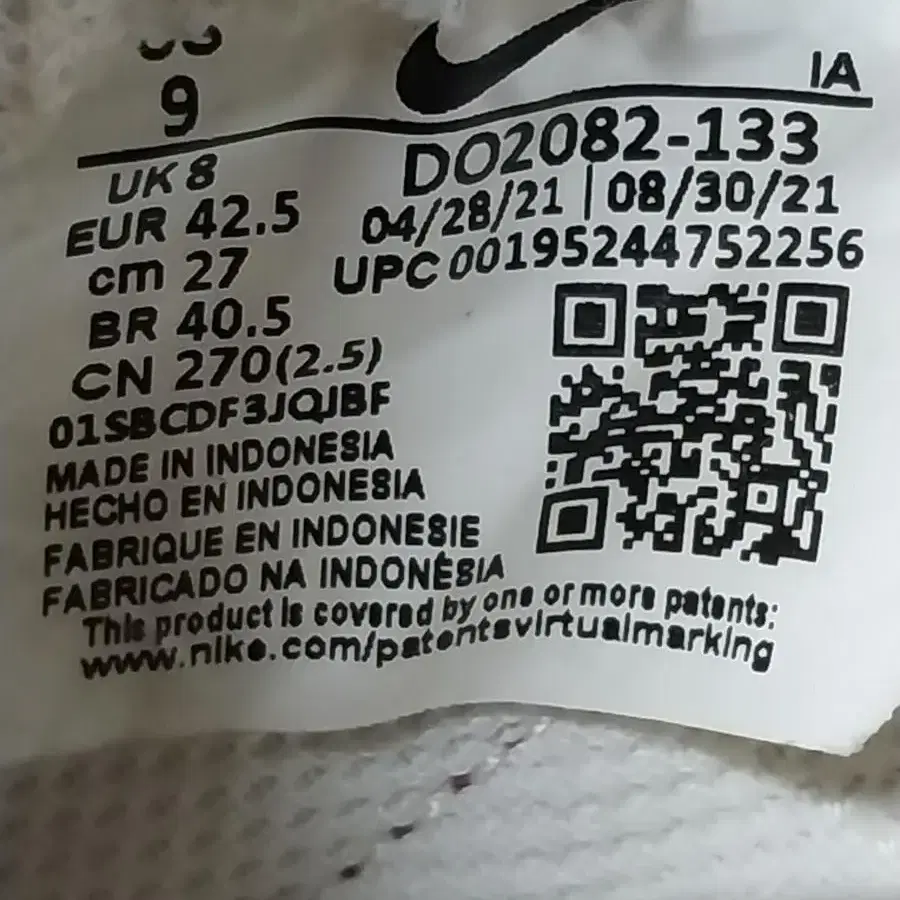 IA
9
UK 8
EUR 42.5
cm 27
BR 40.5
CN 270(2.5)
DO2082-133
04/28/21 | 08/30/21
UPC 00195244752256
01SBCDF3JQJBF
MADE IN INDONESIA
HECHO EN INDONESIA
FABRIQUE EN INDONESIE
FABRICADO NA INDONÉSIA
This product is covered by one or more patents:
www.nike.com/patentsvirtualmarking